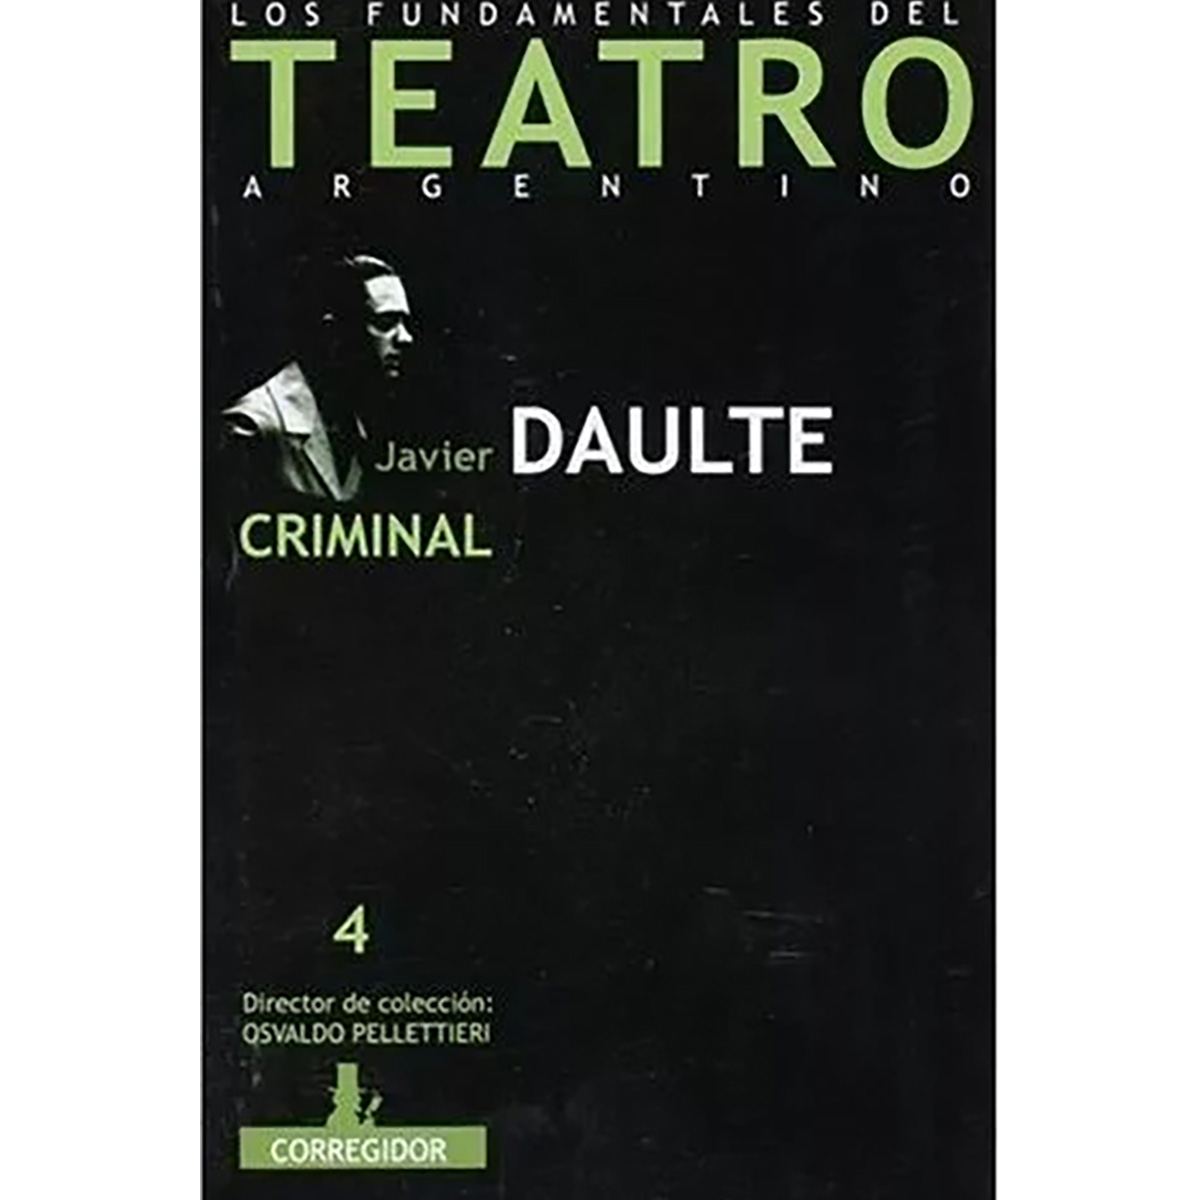 LOS FUNDAMENTALES DEL
TEATRO
ARGENTINO
Javier DAULTE
CRIMINAL
4
Director de colección:
OSVALDO PELLETTIERI
CORREGIDOR